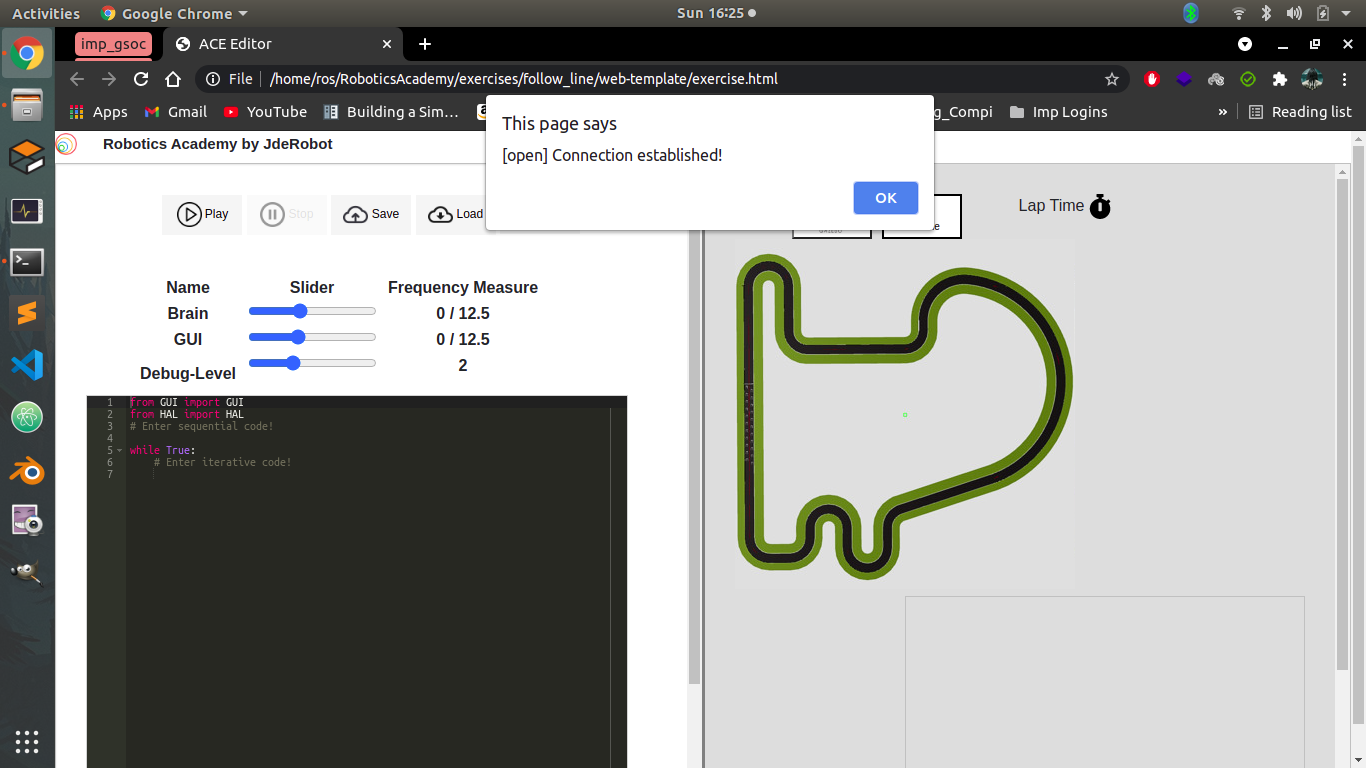 Activities
Google Chrome
Sun 16:25
imp_gsoc
ACE Editor
File
/home/ros/RoboticsAcademy/exercises/follow_line/web-template/exercise.html
Apps
Gmail
YouTube
Building a Sim…
g_Compi
Imp Logins
»
Reading list
This page says
[open] Connection established!
OK
Robotics Academy by JdeRobot
Play
Stop
Save
Load
Lap Time
Name Slider Frequency Measure
Brain 0 / 12.5
GUI 0 / 12.5
Debug-Level 2
1 from GUI import GUI
2 from HAL import HAL
3 # Enter sequential code!
4
5 while True:
6 # Enter iterative code!
7